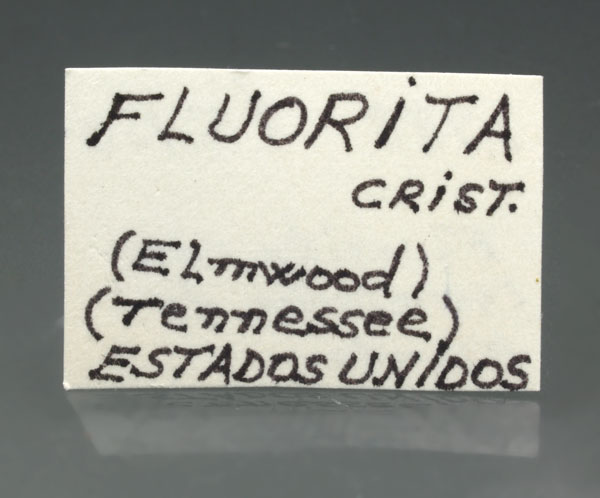 FLUORiTA
CRiST.
(Elmwood)
(Tennessee)
ESTADOS UNIDOS